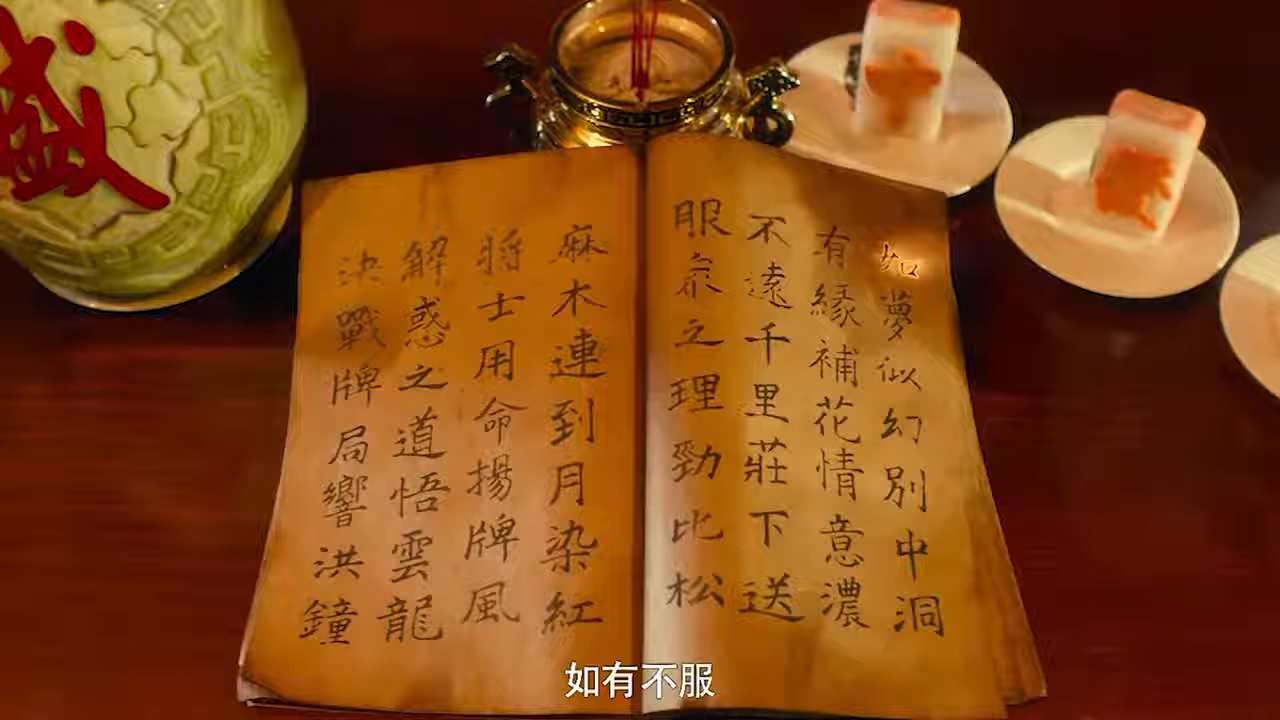 盛
如夢似幻別中洞
有緣補花情意濃
不遠千里莊下送
服衆之理勁比松
麻木連到月染紅
將士用命揚牌風
解惑之道悟雲龍
決戰牌局響洪鐘
如有不服